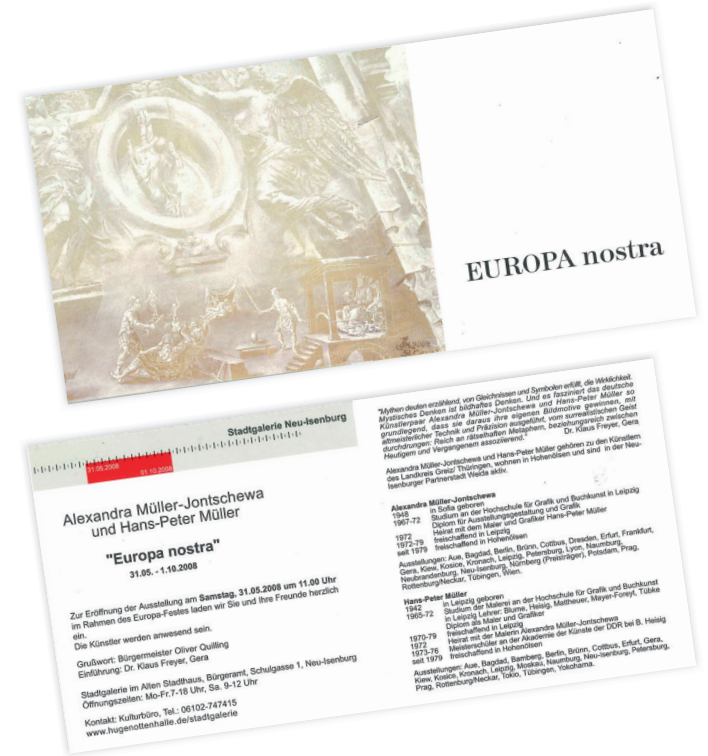 EUROPA nostra
Stadtgalerie Neu-Isenburg
31.05.2008
01.10.2008
Alexandra Müller-Jontschewa
und Hans-Peter Müller
"Europa nostra"
31.05. - 1.10.2008
Zur Eröffnung der Ausstellung am Samstag, 31.05.2008 um 11.00 Uhr
im Rahmen des Europa-Festes laden wir Sie und Ihre Freunde herzlich
ein.
Die Künstler werden anwesend sein.
Grußwort: Bürgermeister Oliver Quilling
Einführung: Dr. Klaus Freyer, Gera
Stadtgalerie im Alten Stadthaus, Bürgeramt, Schulgasse 1, Neu-Isenburg
Öffnungszeiten: Mo-Fr.7-18 Uhr, Sa. 9-12 Uhr
Kontakt: Kulturbüro, Tel.: 06102-747415
www.hugenottenhalle.de/stadtgalerie
"Mythen deuten erzählend, von Gleichnissen und Symbolen erfüllt, die Wirklichkeit.
Mystisches Denken ist bildhaftes Denken. Und es fasziniert das deutsche
Künstlerpaar Alexandra Müller-Jontschewa und Hans-Peter Müller so
grundlegend, dass sie daraus ihre eigenen Bildmotive gewinnen, mit
altmeisterlicher Technik und Präzision ausgeführt, vom surrealistischen Geist
durchdrungen: Reich an rätselhaften Metaphern, beziehungsreich zwischen
Heutigem und Vergangenem assoziierend." Dr. Klaus Freyer, Gera
Alexandra Müller-Jontschewa und Hans-Peter Müller gehören zu den Künstlern
des Landkreis Greiz/ Thüringen, wohnen in Hohenölsen und sind in der Neu-
Isenburger Partnerstadt Weida aktiv.
Alexandra Müller-Jontschewa
1948 in Sofia geboren
1967-72 Studium an der Hochschule für Grafik und Buchkunst in Leipzig
Diplom für Ausstellungsgestaltung und Grafik
1972 Heirat mit dem Maler und Grafiker Hans-Peter Müller
1972-79 freischaffend in Leipzig
seit 1979 freischaffend in Hohenölsen
Ausstellungen: Aue, Bagdad, Berlin, Brünn, Cottbus, Dresden, Erfurt, Frankfurt,
Gera, Kiew, Kosice, Kronach, Leipzig, Petersburg, Lyon, Naumburg,
Neubrandenburg, Neu-Isenburg, Nürnberg (Preisträger), Potsdam, Prag,
Rottenburg/Neckar, Tübingen, Wien.
Hans-Peter Müller
1942 in Leipzig geboren
1965-72 Studium der Malerei an der Hochschule für Grafik und Buchkunst
in Leipzig Lehrer: Blume, Heisig, Mattheuer, Mayer-Foreyt, Tübke
Diplom als Maler und Grafiker
1970-79 freischaffend in Leipzig
1972 Heirat mit der Malerin Alexandra Müller-Jontschewa
1973-76 Meisterschüler an der Akademie der Künste der DDR bei B. Heisig
seit 1979 freischaffend in Hohenölsen
Ausstellungen: Aue, Bagdad, Bamberg, Berlin, Brünn, Cottbus, Erfurt, Gera,
Kiew, Kosice, Kronach, Leipzig, Moskau, Naumburg, Neu-Isenburg, Petersburg,
Prag, Rottenburg/Neckar, Tokio, Tübingen, Yokohama.